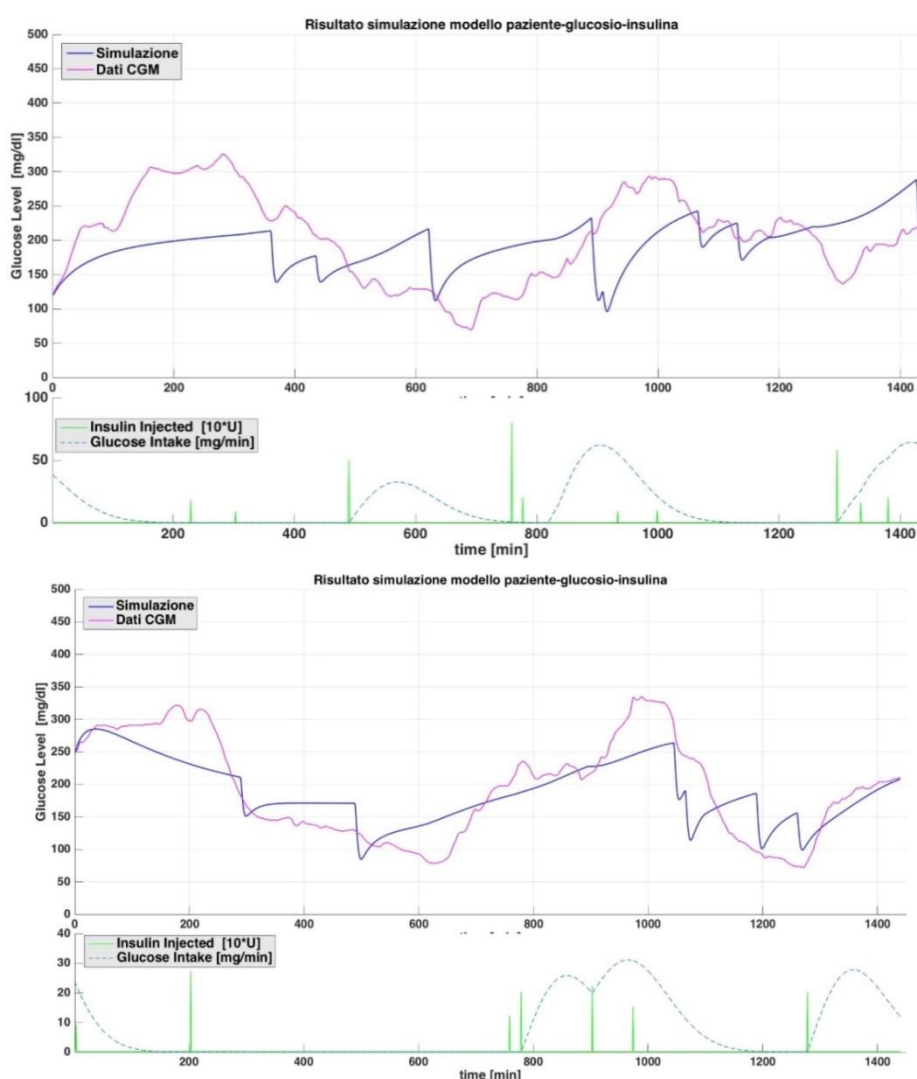 Risultato simulazione modello paziente-glucosio-insulina
500
450
400
350
300
250
200
150
100
50
0
Glucose Level [mg/dl]
Simulazione
Dati CGM
0 200 400 600 800 1000 1200 1400
100
50
0
Insulin Injected [10*U]
Glucose Intake [mg/min]
0 200 400 600 800 1000 1200 1400
time [min]
Risultato simulazione modello paziente-glucosio-insulina
500
450
400
350
300
250
200
150
100
50
0
Glucose Level [mg/dl]
Simulazione
Dati CGM
0 200 400 600 800 1000 1200 1400
40
30
20
10
0
Insulin Injected [10*U]
Glucose Intake [mg/min]
0 200 400 600 800 1000 1200 1400
time [min]